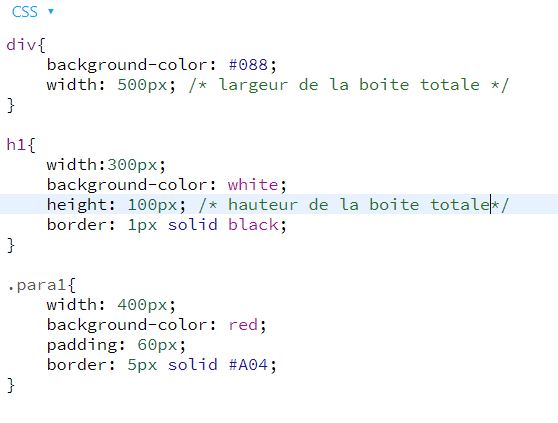 CSS ▾
div{
    background-color: #088;
    width: 500px; /* largeur de la boite totale */
}
h1{
    width:300px;
    background-color: white;
    height: 100px; /* hauteur de la boite totale*/
    border: 1px solid black;
}
.para1{
    width: 400px;
    background-color: red;
    padding: 60px;
    border: 5px solid #A04;
}